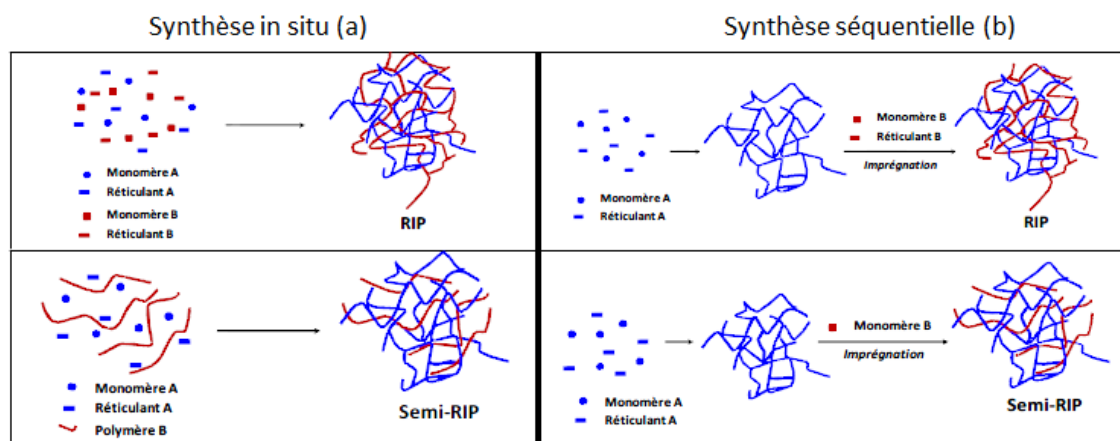 Synthèse in situ (a)
Synthèse séquentielle (b)
Monomère A
Réticulant A
Monomère B
Réticulant B
RIP
Monomère A
Réticulant A
Monomère B
Réticulant B
Imprégnation
RIP
Monomère A
Réticulant A
Polymère B
Semi-RIP
Monomère A
Réticulant A
Monomère B
Imprégnation
Semi-RIP